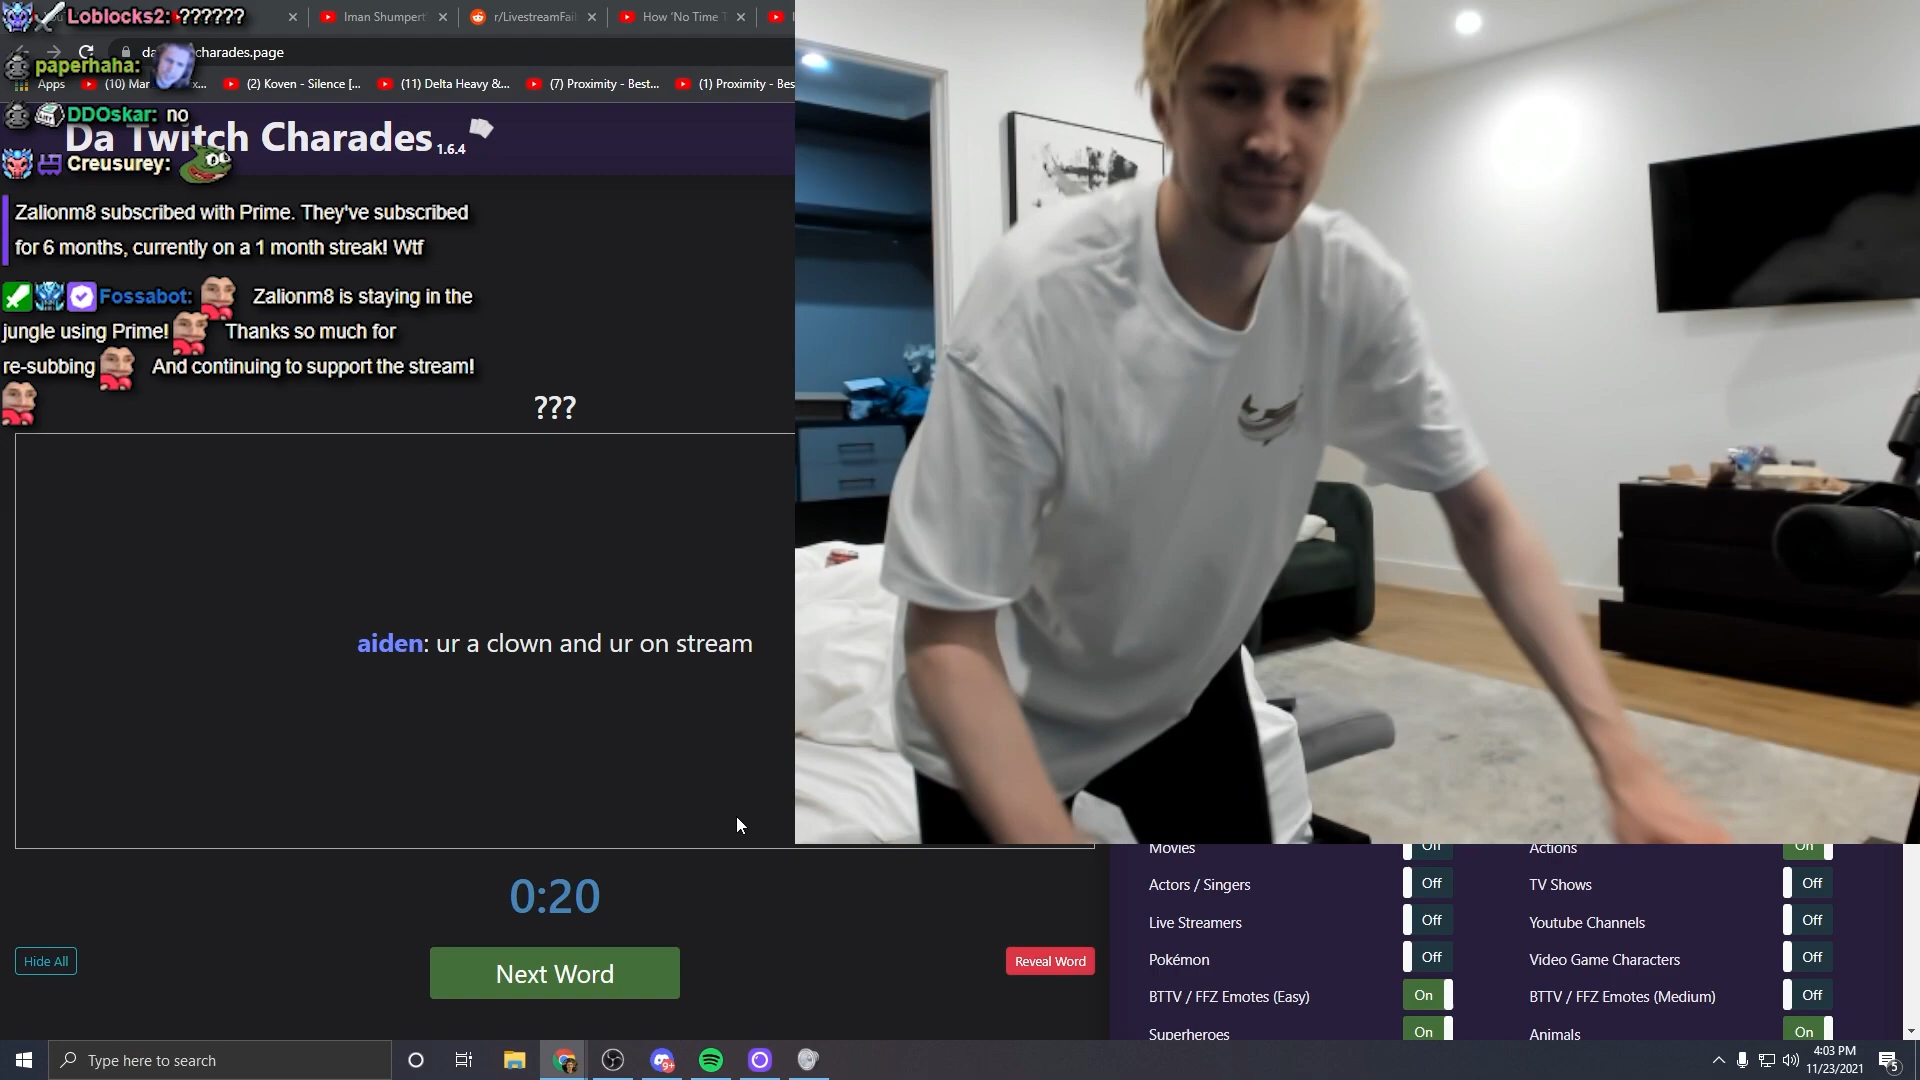 Loblocks2: ??????
Iman Shumpert'
r/LivestreamFail
How 'No Time T
paperhaha:
charades.page
Apps
(2) Koven - Silence [...
(11) Delta Heavy &...
(7) Proximity - Best...
(1) Proximity - Bes
DDOskar: no
Da Twitch Charades 1.6.4
Creusurey:
Zalionm8 subscribed with Prime. They've subscribed
for 6 months, currently on a 1 month streak! Wtf
Fossabot: Zalionm8 is staying in the
jungle using Prime! Thanks so much for
re-subbing And continuing to support the stream!
???
aiden: ur a clown and ur on stream
0:20
Hide All
Next Word
Reveal Word
Movies Off Actions On
Actors / Singers Off TV Shows Off
Live Streamers Off Youtube Channels Off
Pokémon Off Video Game Characters Off
BTTV / FFZ Emotes (Easy) On BTTV / FFZ Emotes (Medium) Off
Superheroes On Animals On
Type here to search
9+
4:03 PM
11/23/2021
5